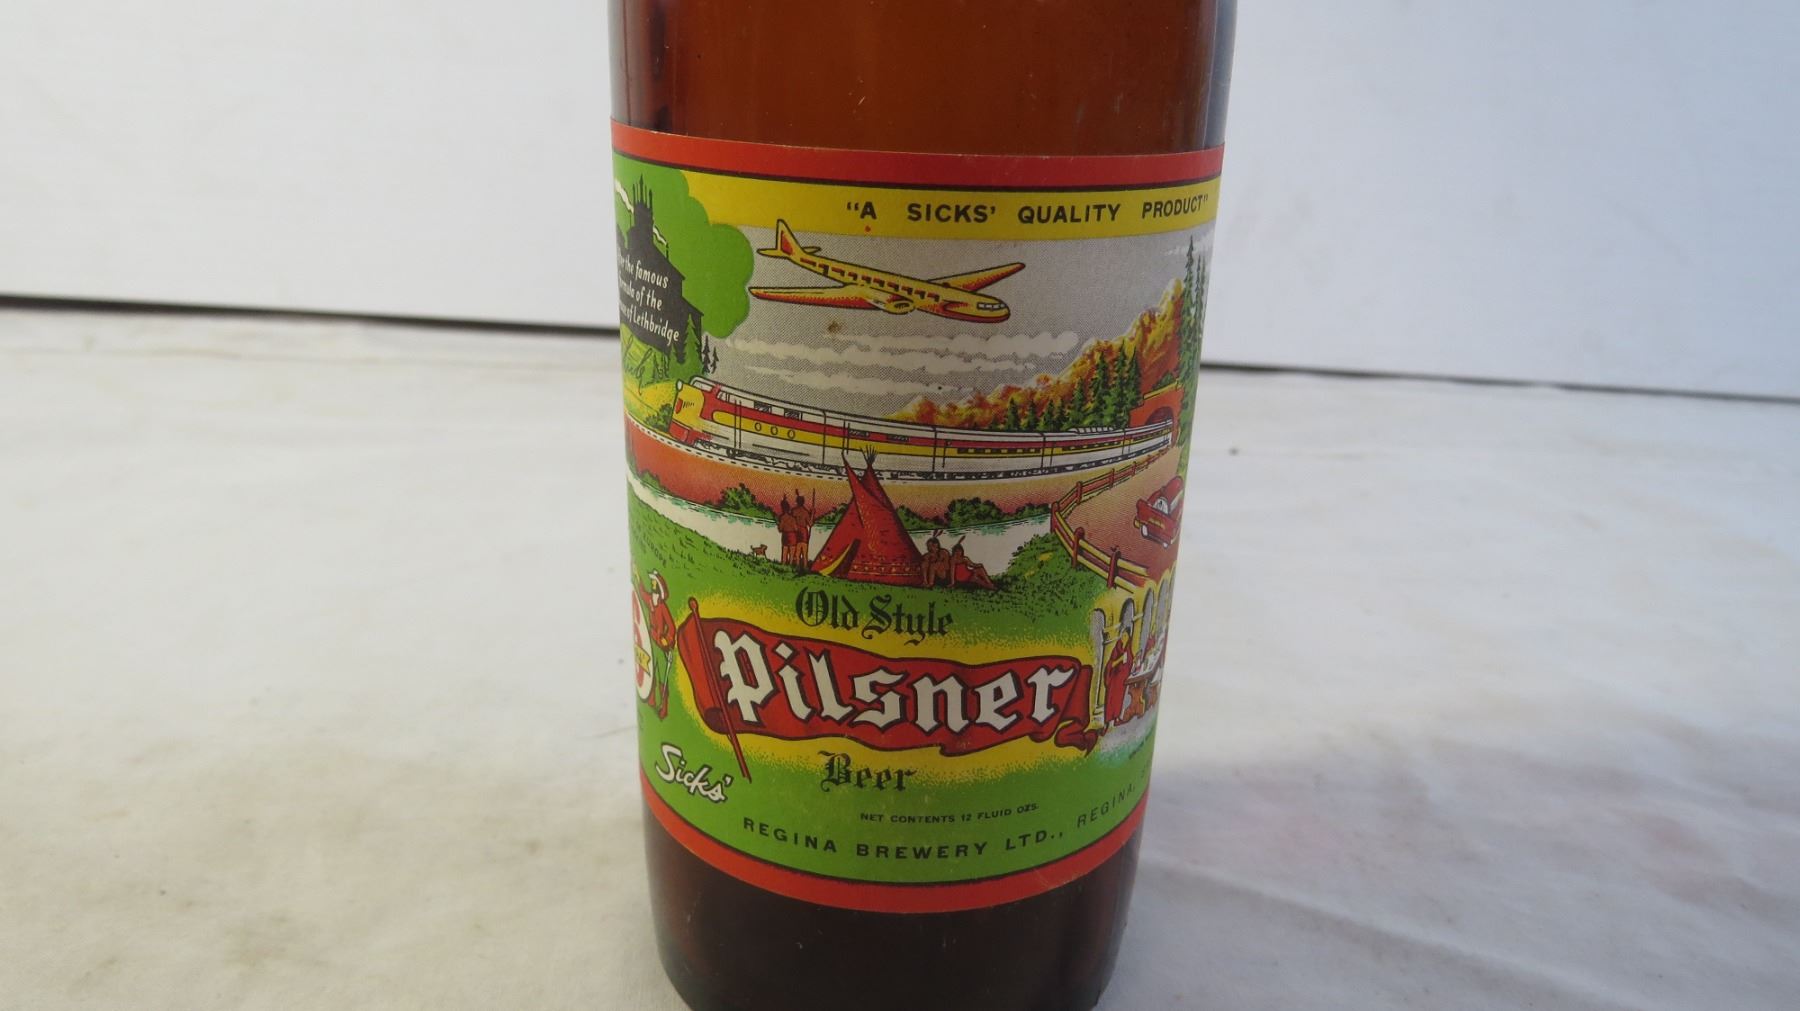 "A SICKS' QUALITY PRODUCT"
the famous
of the
of Lethbridge
Old Style
Pilsner
Beer
Sicks'
NET CONTENTS 12 FLUID OZS.
REGINA BREWERY LTD., REGINA,